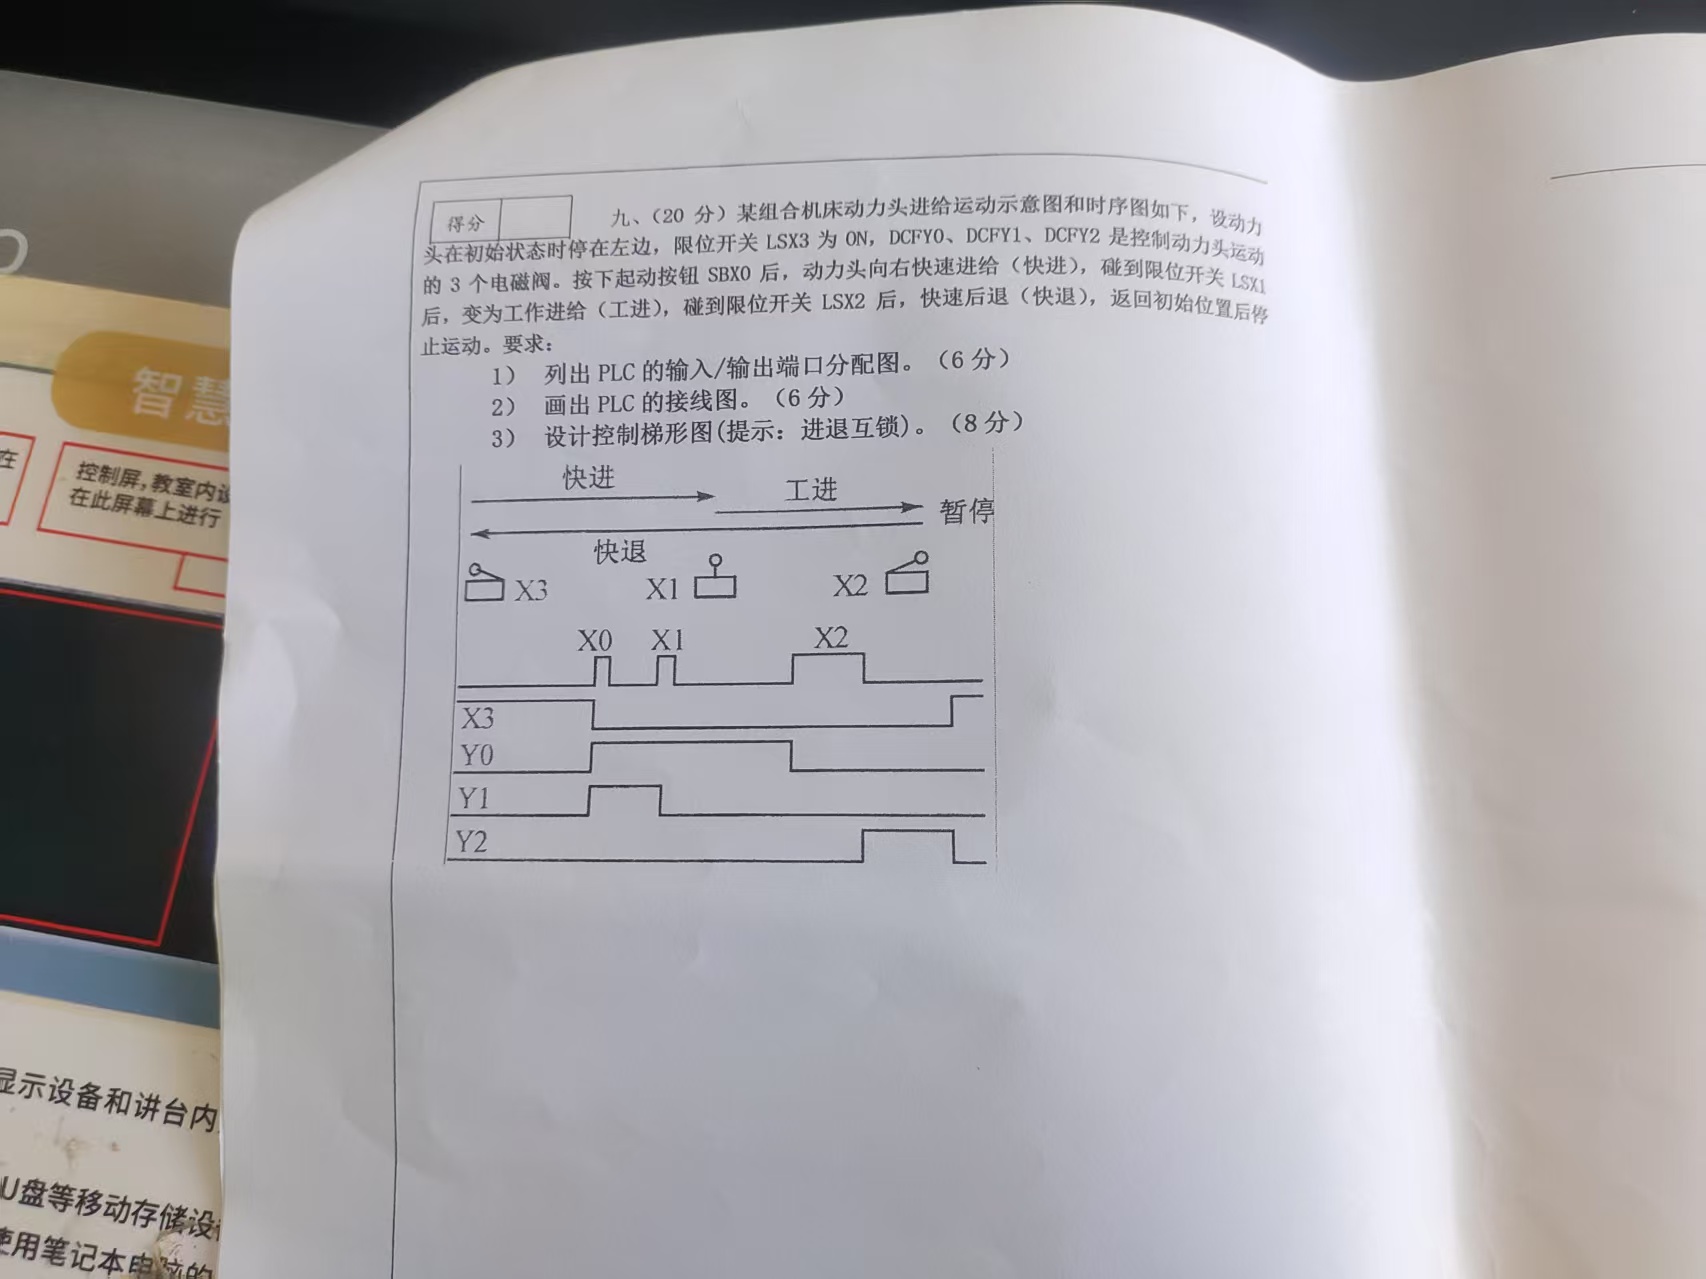 得分
九、(20 分) 某组合机床动力头进给运动示意图和时序图如下，设动力
头在初始状态时停在左边，限位开关 LSX3 为 ON，DCFY0、DCFY1、DCFY2 是控制动力头运动
的 3 个电磁阀。按下起动按钮 SBX0 后，动力头向右快速进给（快进），碰到限位开关 LSX1
后，变为工作进给（工进），碰到限位开关 LSX2 后，快速后退（快退），返回初始位置后停
止运动。要求：
1） 列出 PLC 的输入/输出端口分配图。（6 分）
2） 画出 PLC 的接线图。（6 分）
3） 设计控制梯形图(提示：进退互锁)。（8 分）
快进
工进
暂停
快退
X3
X1
X2
X0
X1
X2
X3
Y0
Y1
Y2
智慧
在
控制屏，教室内设
在此屏幕上进行
显示设备和讲台内
U盘等移动存储设
使用笔记本电脑的